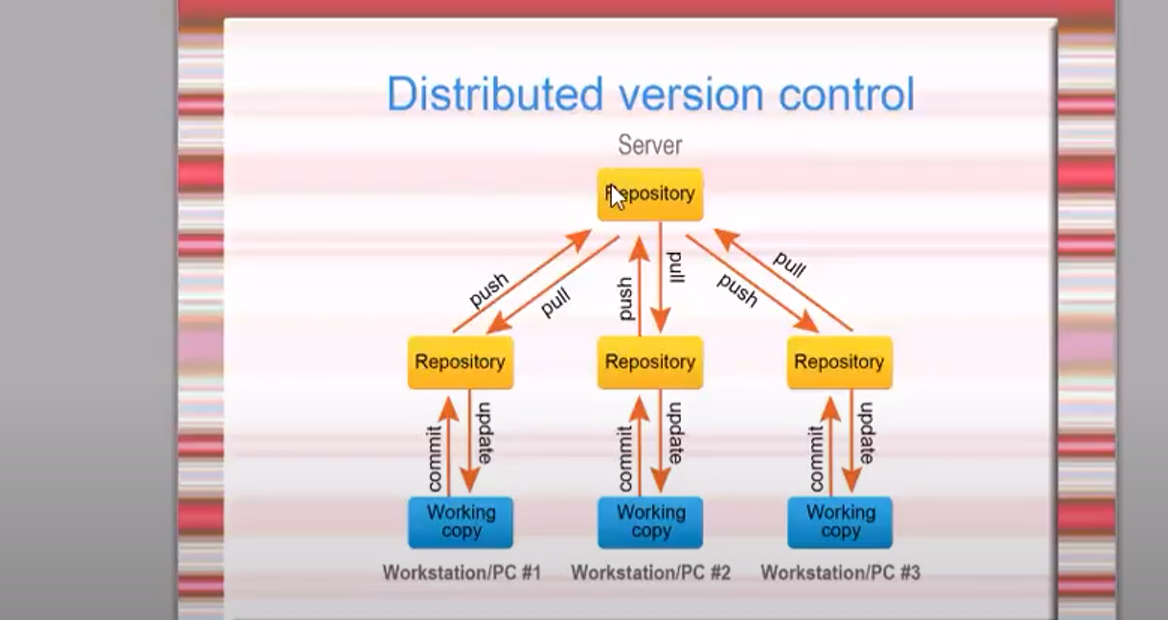 Distributed version control
Server
Repository
push
pull
push
pull
push
pull
Repository
Repository
Repository
commit
update
commit
update
commit
update
Working
copy
Working
copy
Working
copy
Workstation/PC #1
Workstation/PC #2
Workstation/PC #3